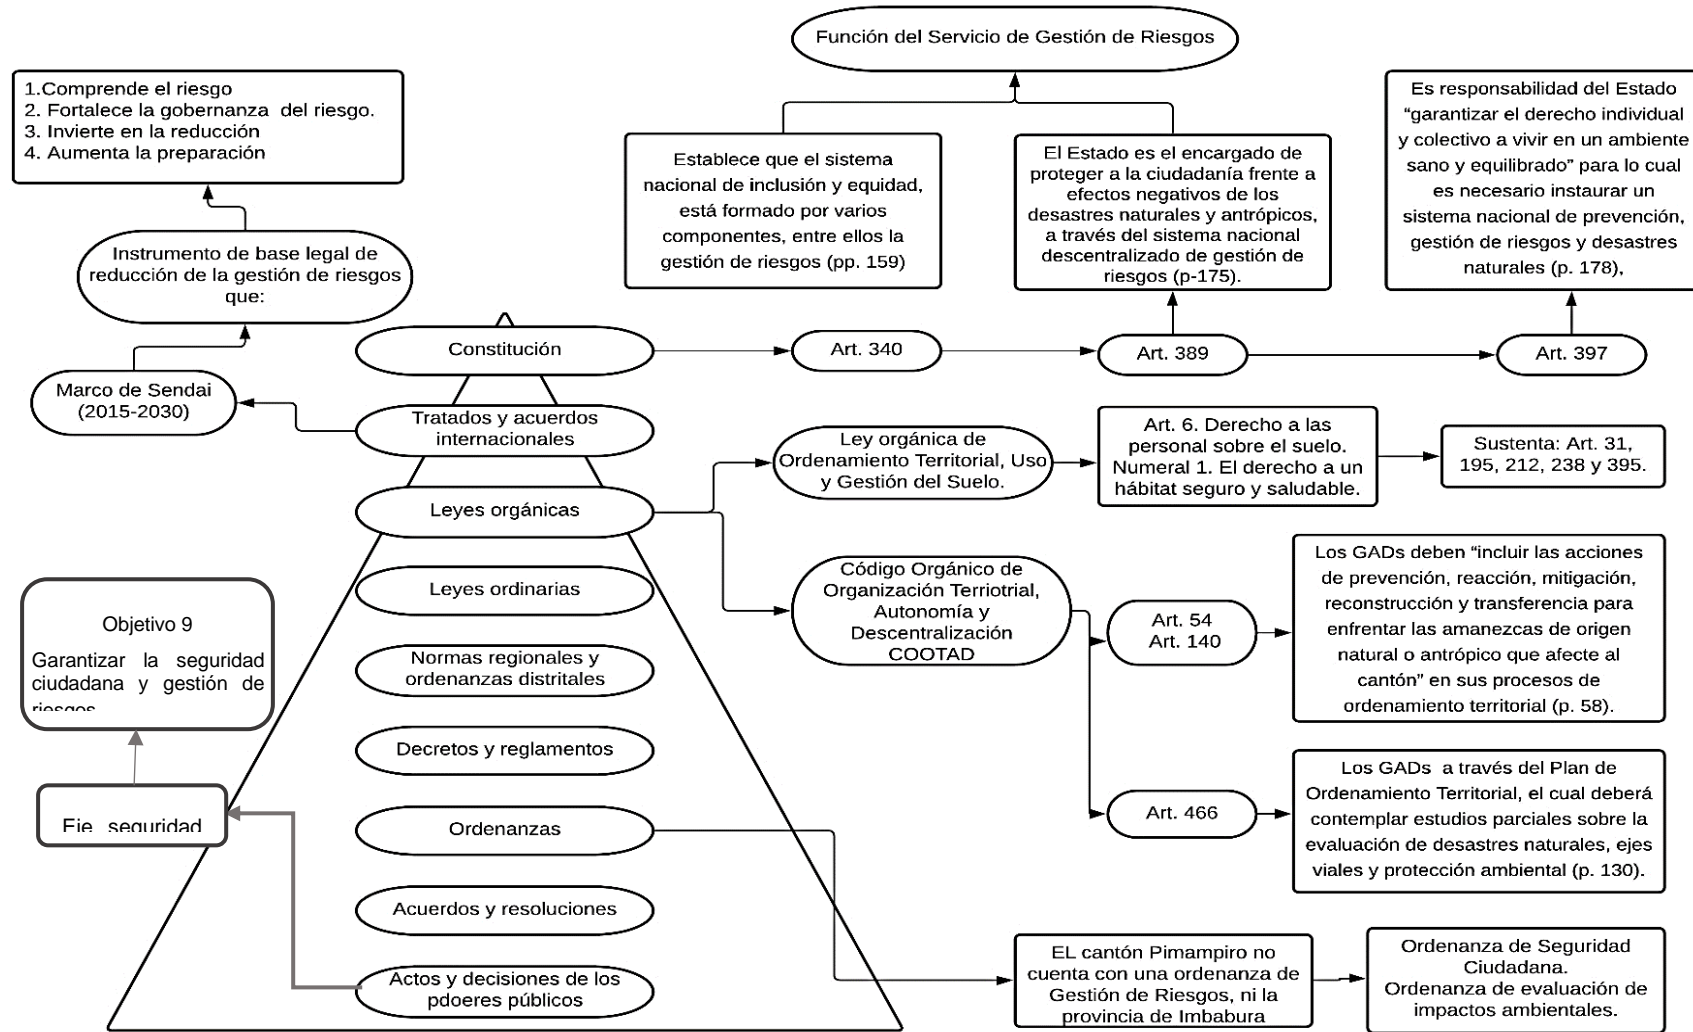 Función del Servicio de Gestión de Riesgos
1.Comprende el riesgo
2. Fortalece la gobernanza del riesgo.
3. Invierte en la reducción
4. Aumenta la preparación
Establece que el sistema
nacional de inclusión y equidad,
está formado por varios
componentes, entre ellos la
gestión de riesgos (pp. 159)
El Estado es el encargado de
proteger a la ciudadanía frente a
efectos negativos de los
desastres naturales y antrópicos,
a través del sistema nacional
descentralizado de gestión de
riesgos (p-175).
Es responsabilidad del Estado
“garantizar el derecho individual
y colectivo a vivir en un ambiente
sano y equilibrado” para lo cual
es necesario instaurar un
sistema nacional de prevención,
gestión de riesgos y desastres
naturales (p. 178),
Instrumento de base legal de
reducción de la gestión de riesgos
que:
Constitución
Art. 340
Art. 389
Art. 397
Marco de Sendai
(2015-2030)
Tratados y acuerdos
internacionales
Ley orgánica de
Ordenamiento Territorial, Uso
y Gestión del Suelo.
Art. 6. Derecho a las
personal sobre el suelo.
Numeral 1. El derecho a un
hábitat seguro y saludable.
Sustenta: Art. 31,
195, 212, 238 y 395.
Leyes orgánicas
Leyes ordinarias
Código Orgánico de
Organización Terriotrial,
Autonomía y
Descentralización
COOTAD
Art. 54
Art. 140
Los GADs deben “incluir las acciones
de prevención, reacción, mitigación,
reconstrucción y transferencia para
enfrentar las amanezcas de origen
natural o antrópico que afecte al
cantón” en sus procesos de
ordenamiento territorial (p. 58).
Objetivo 9
Garantizar la seguridad
ciudadana y gestión de
riesgos
Normas regionales y
ordenanzas distritales
Decretos y reglamentos
Eje seguridad
Ordenanzas
Art. 466
Los GADs a través del Plan de
Ordenamiento Territorial, el cual deberá
contemplar estudios parciales sobre la
evaluación de desastres naturales, ejes
viales y protección ambiental (p. 130).
Acuerdos y resoluciones
Actos y decisiones de los
pdoeres públicos
EL cantón Pimampiro no
cuenta con una ordenanza de
Gestión de Riesgos, ni la
provincia de Imbabura
Ordenanza de Seguridad
Ciudadana.
Ordenanza de evaluación de
impactos ambientales.